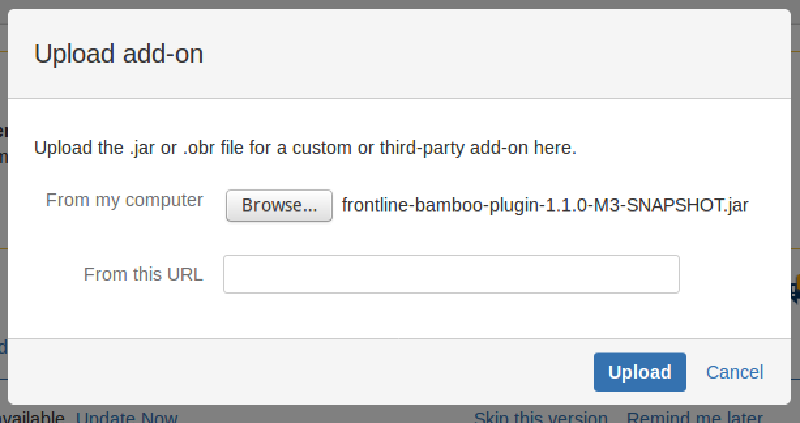 Upload add-on
Upload the .jar or .obr file for a custom or third-party add-on here.
From my computer Browse... frontline-bamboo-plugin-1.1.0-M3-SNAPSHOT.jar
From this URL
Upload Cancel
Update Now Skip this version Remind me later